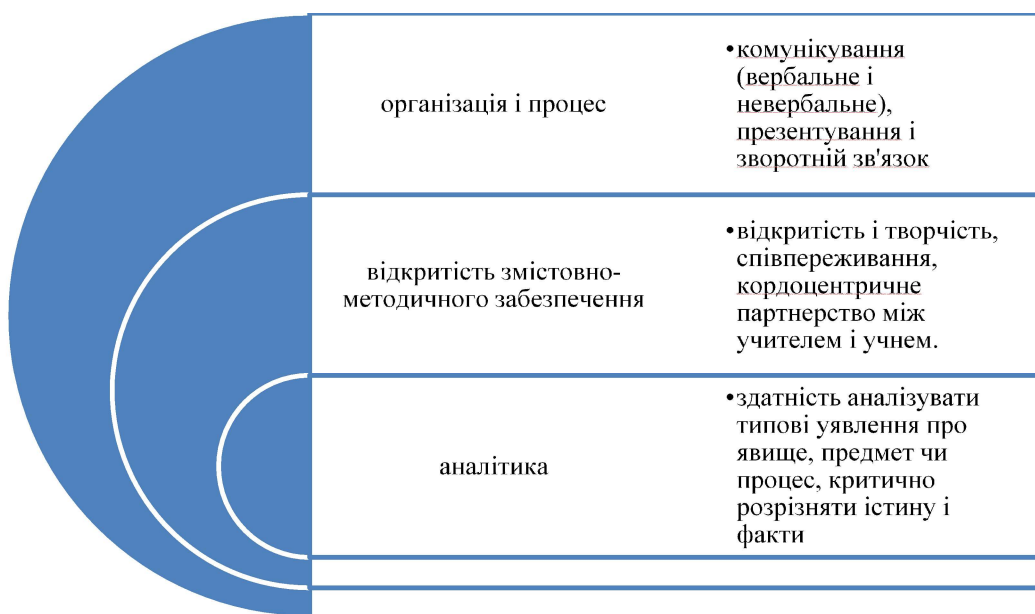 організація і процес
•комунікування
(вербальне і
невербальне),
презентування і
зворотній зв'язок
відкритість змістовно-
методичного забезпечення
•відкритість і творчість,
співпереживання,
кордоцентричне
партнерство між
учителем і учнем.
аналітика
•здатність аналізувати
типові уявлення про
явище, предмет чи
процес, критично
розрізняти істину і
факти